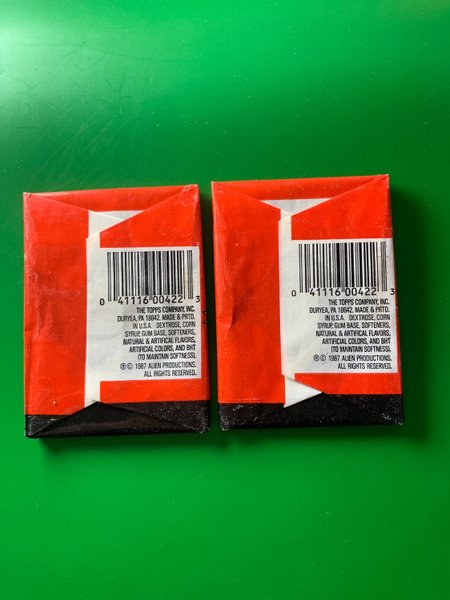 0 41116 00422 3
THE TOPPS COMPANY, INC.
DURYEA, PA 18642. MADE & PRTD.
IN U.S.A. DEXTROSE, CORN
SYRUP, GUM BASE, SOFTENERS,
NATURAL & ARTIFICAL FLAVORS,
ARTIFICIAL COLORS, AND BHT
(TO MAINTAIN SOFTNESS).
®© 1987 ALIEN PRODUCTIONS.
ALL RIGHTS RESERVED.
0 41116 00422 3
THE TOPPS COMPANY, INC.
DURYEA, PA 18642. MADE & PRTD.
IN U.S.A. DEXTROSE, CORN
SYRUP, GUM BASE, SOFTENERS,
NATURAL & ARTIFICAL FLAVORS,
ARTIFICIAL COLORS, AND BHT
(TO MAINTAIN SOFTNESS).
®© 1987 ALIEN PRODUCTIONS.
ALL RIGHTS RESERVED.